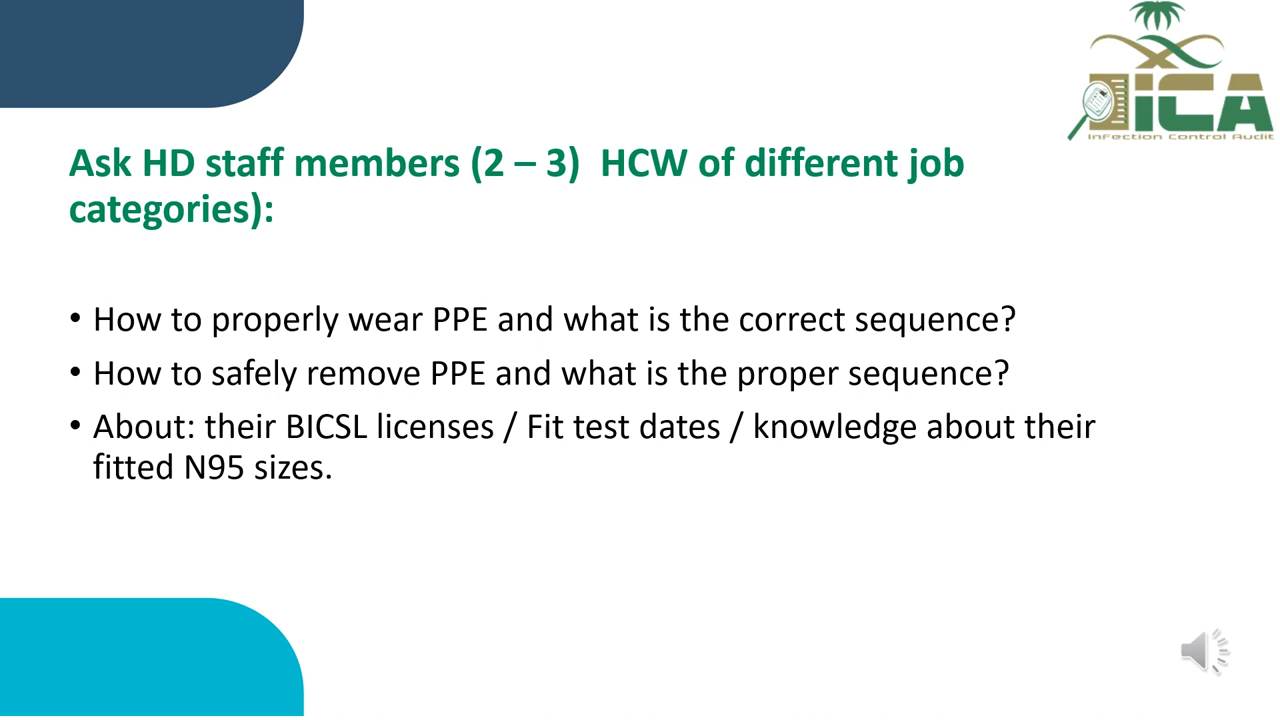 iCA
Infection Control Audit
Ask HD staff members (2 – 3)  HCW of different job
categories):
• How to properly wear PPE and what is the correct sequence?
• How to safely remove PPE and what is the proper sequence?
• About: their BICSL licenses / Fit test dates / knowledge about their
fitted N95 sizes.